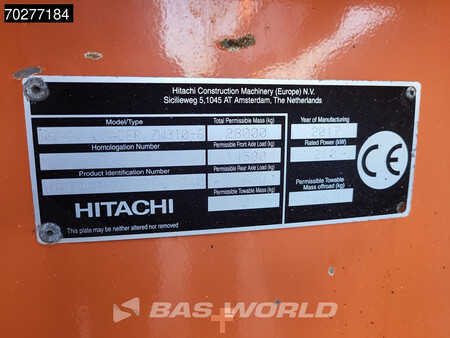 70277184
Hitachi Construction Machinery (Europe) N.V.
Sicilieweg 5,1045 AT Amsterdam, The Netherlands
Model/Type
ZW310-6
Total Permissible Mass (kg)
28000
Year of Manufacturing
2017
Homologation Number
Permissible Front Axle Load (kg)
Rated Power (kW)
Product Identification Number
Permissible Rear Axle Load (kg)
Permissible Towable Mass offroad (kg)
Permissible Towable Mass (kg)
CE
HITACHI
This plate may be neither altered nor removed
BAS WORLD